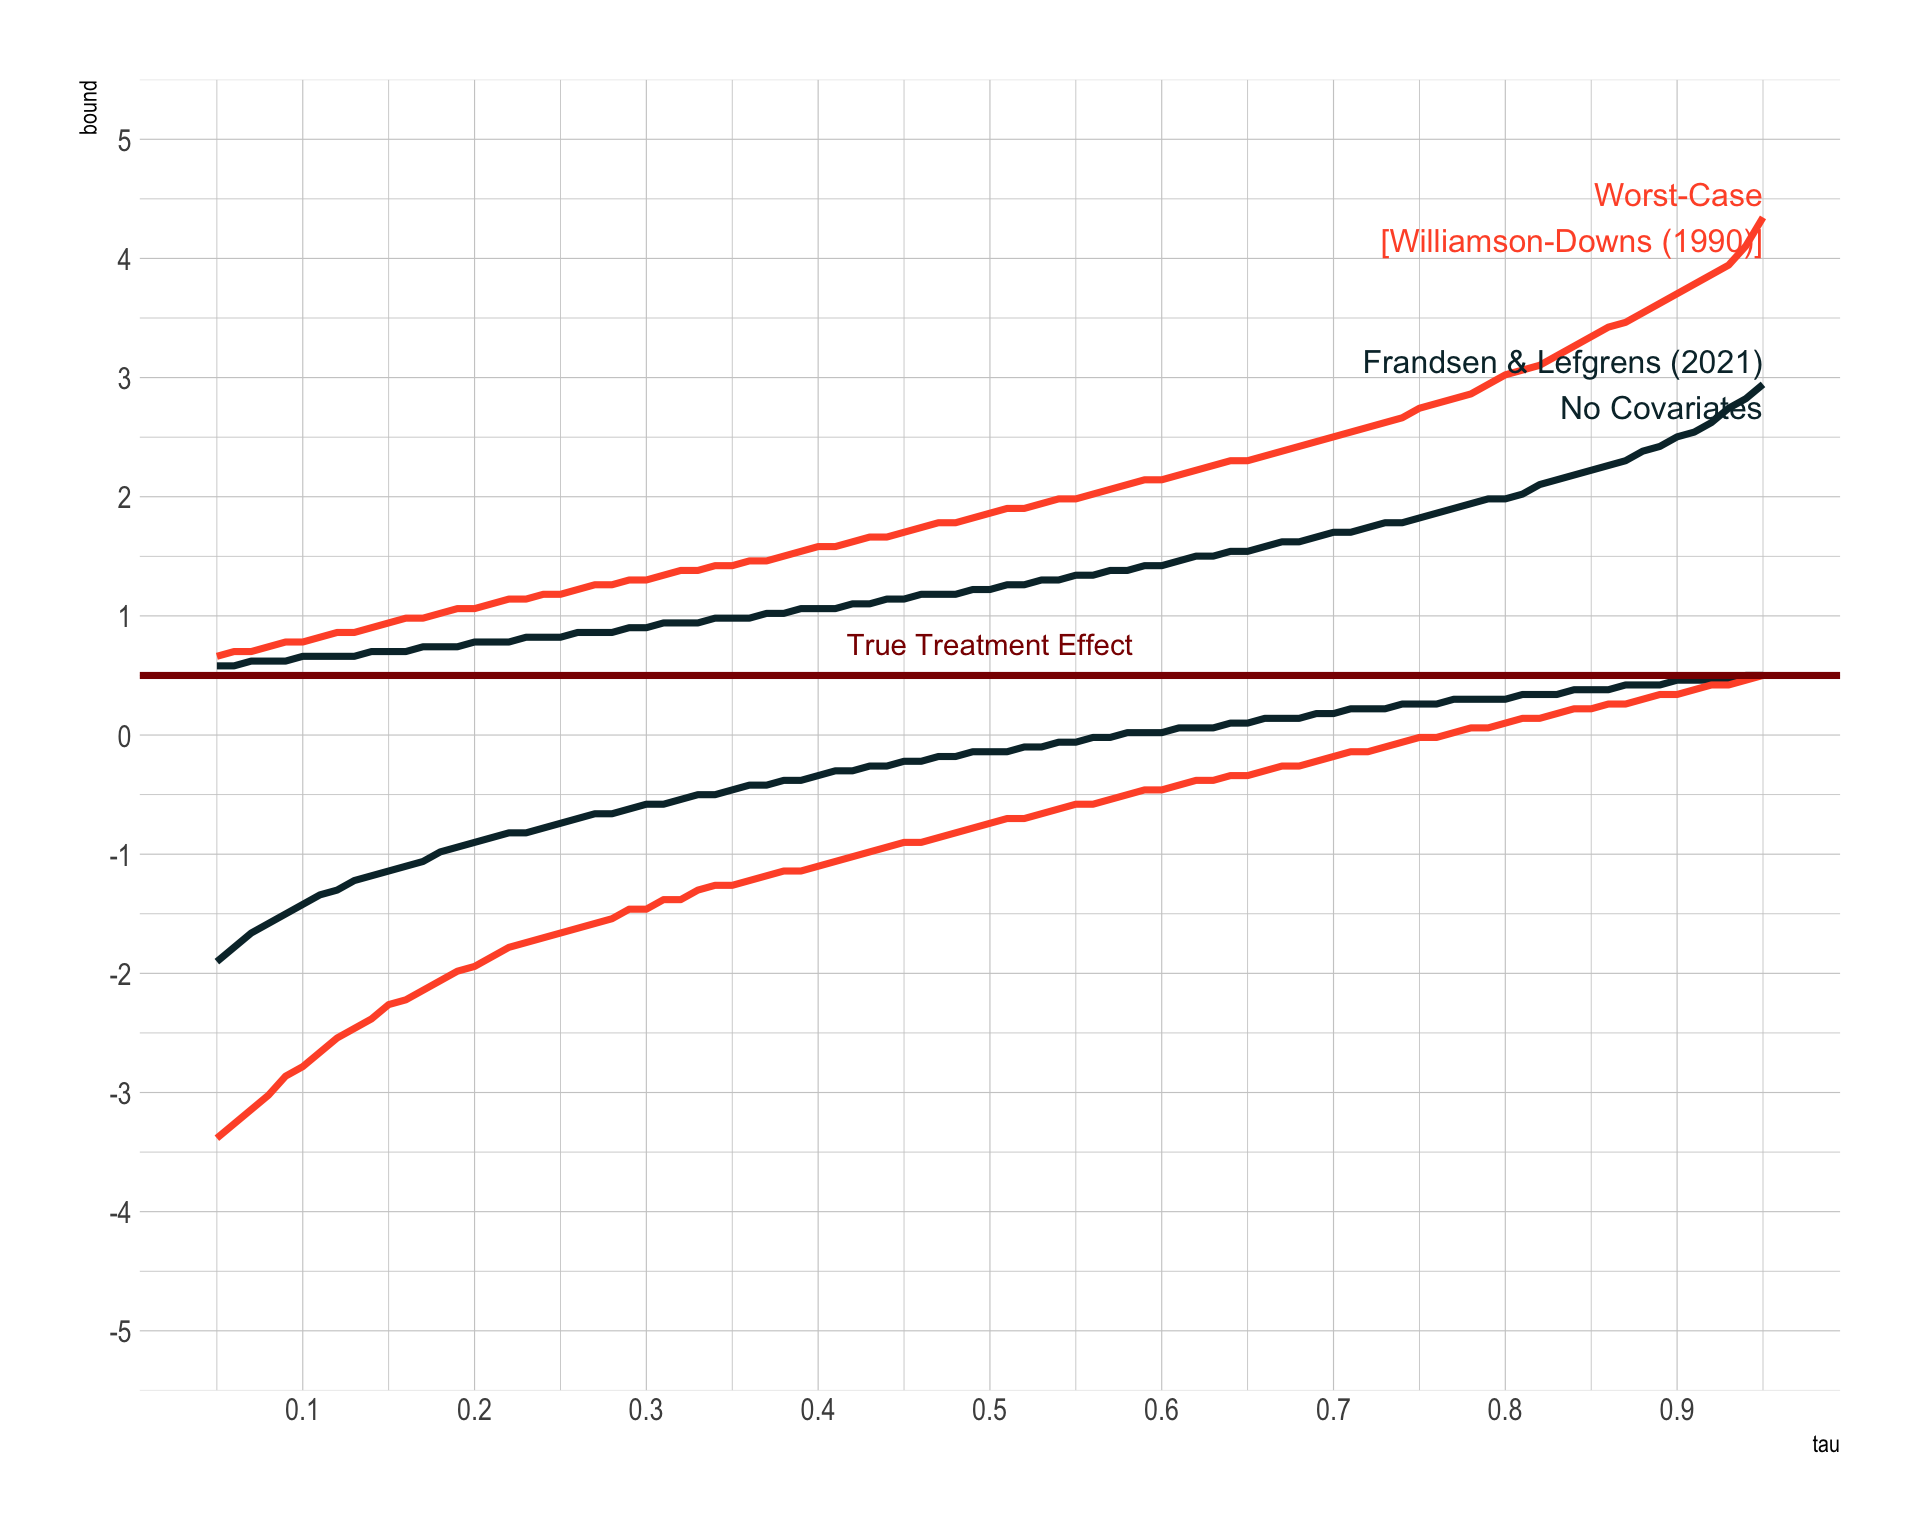 bound
5
Worst-Case
[Williamson-Downs (1990)]
4
Frandsen & Lefgrens (2021)
3
No Covariates
2
1
True Treatment Effect
0
-1
-2
-3
-4
-5
0.1 0.2 0.3 0.4 0.5 0.6 0.7 0.8 0.9
tau